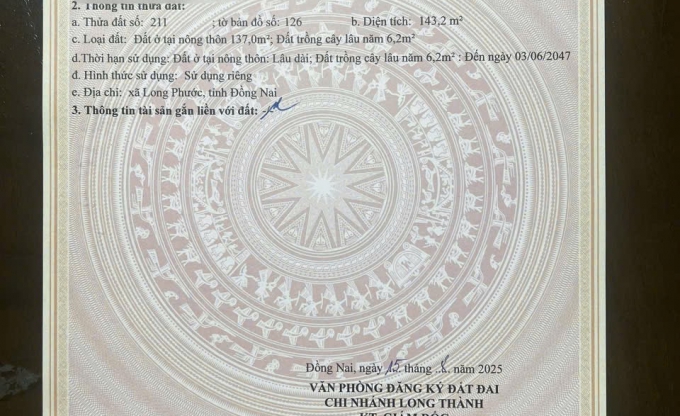 2. Thông tin thửa đất:
a. Thửa đất số: 211 ; tờ bản đồ số: 126 b. Diện tích: 143,2 m²
c. Loại đất: Đất ở tại nông thôn 137,0m²; Đất trồng cây lâu năm 6,2m²
d.Thời hạn sử dụng: Đất ở tại nông thôn: Lâu dài; Đất trồng cây lâu năm 6,2m² : Đến ngày 03/06/2047
đ. Hình thức sử dụng: Sử dụng riêng
e. Địa chỉ: xã Long Phước, tỉnh Đồng Nai
3. Thông tin tài sản gắn liền với đất:
Đồng Nai, ngày 15 tháng năm 2025
VĂN PHÒNG ĐĂNG KÝ ĐẤT ĐAI
CHI NHÁNH LONG THÀNH
KT. GIÁM ĐỐC